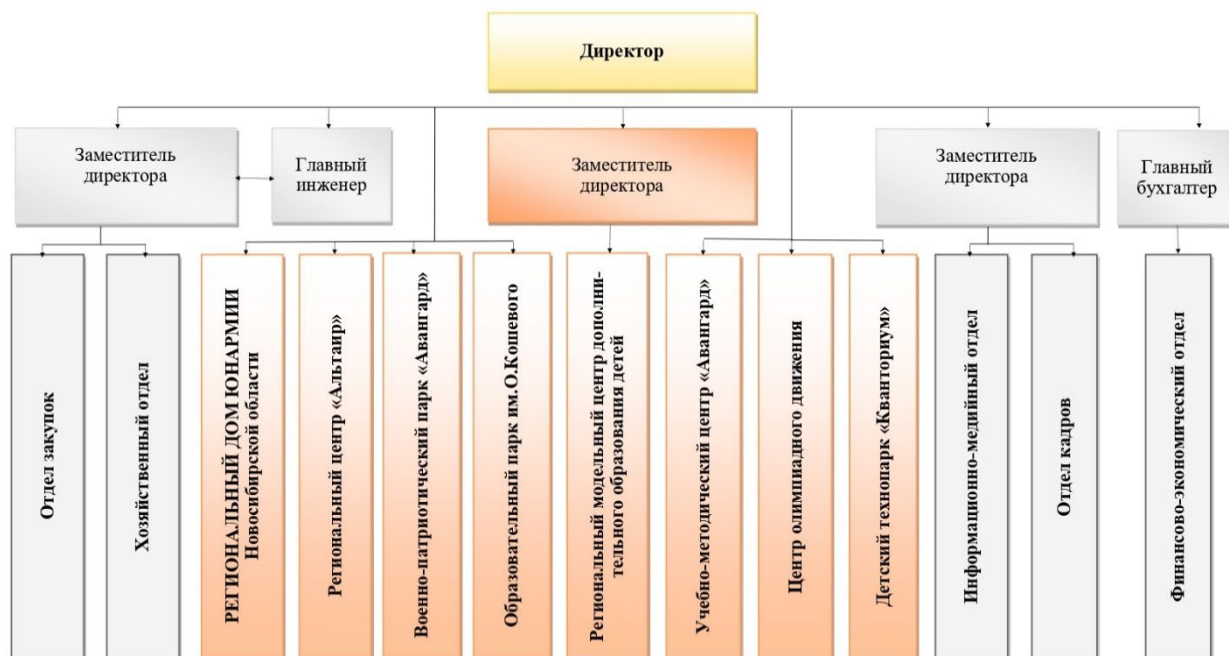 Директор
Заместитель
директора
Главный
инженер
Заместитель
директора
Заместитель
директора
Главный
бухгалтер
Отдел закупок
Хозяйственный отдел
РЕГИОНАЛЬНЫЙ ДОМ ЮНАРМИИ
Новосибирской области
Региональный центр «Альтаир»
Военно-патриотический парк «Авангард»
Образовательный парк им.О.Кошевого
Региональный модельный центр дополни-
тельного образования детей
Учебно-методический центр «Авангард»
Центр олимпиадного движения
Детский технопарк «Кванториум»
Информационно-медийный отдел
Отдел кадров
Финансово-экономический отдел